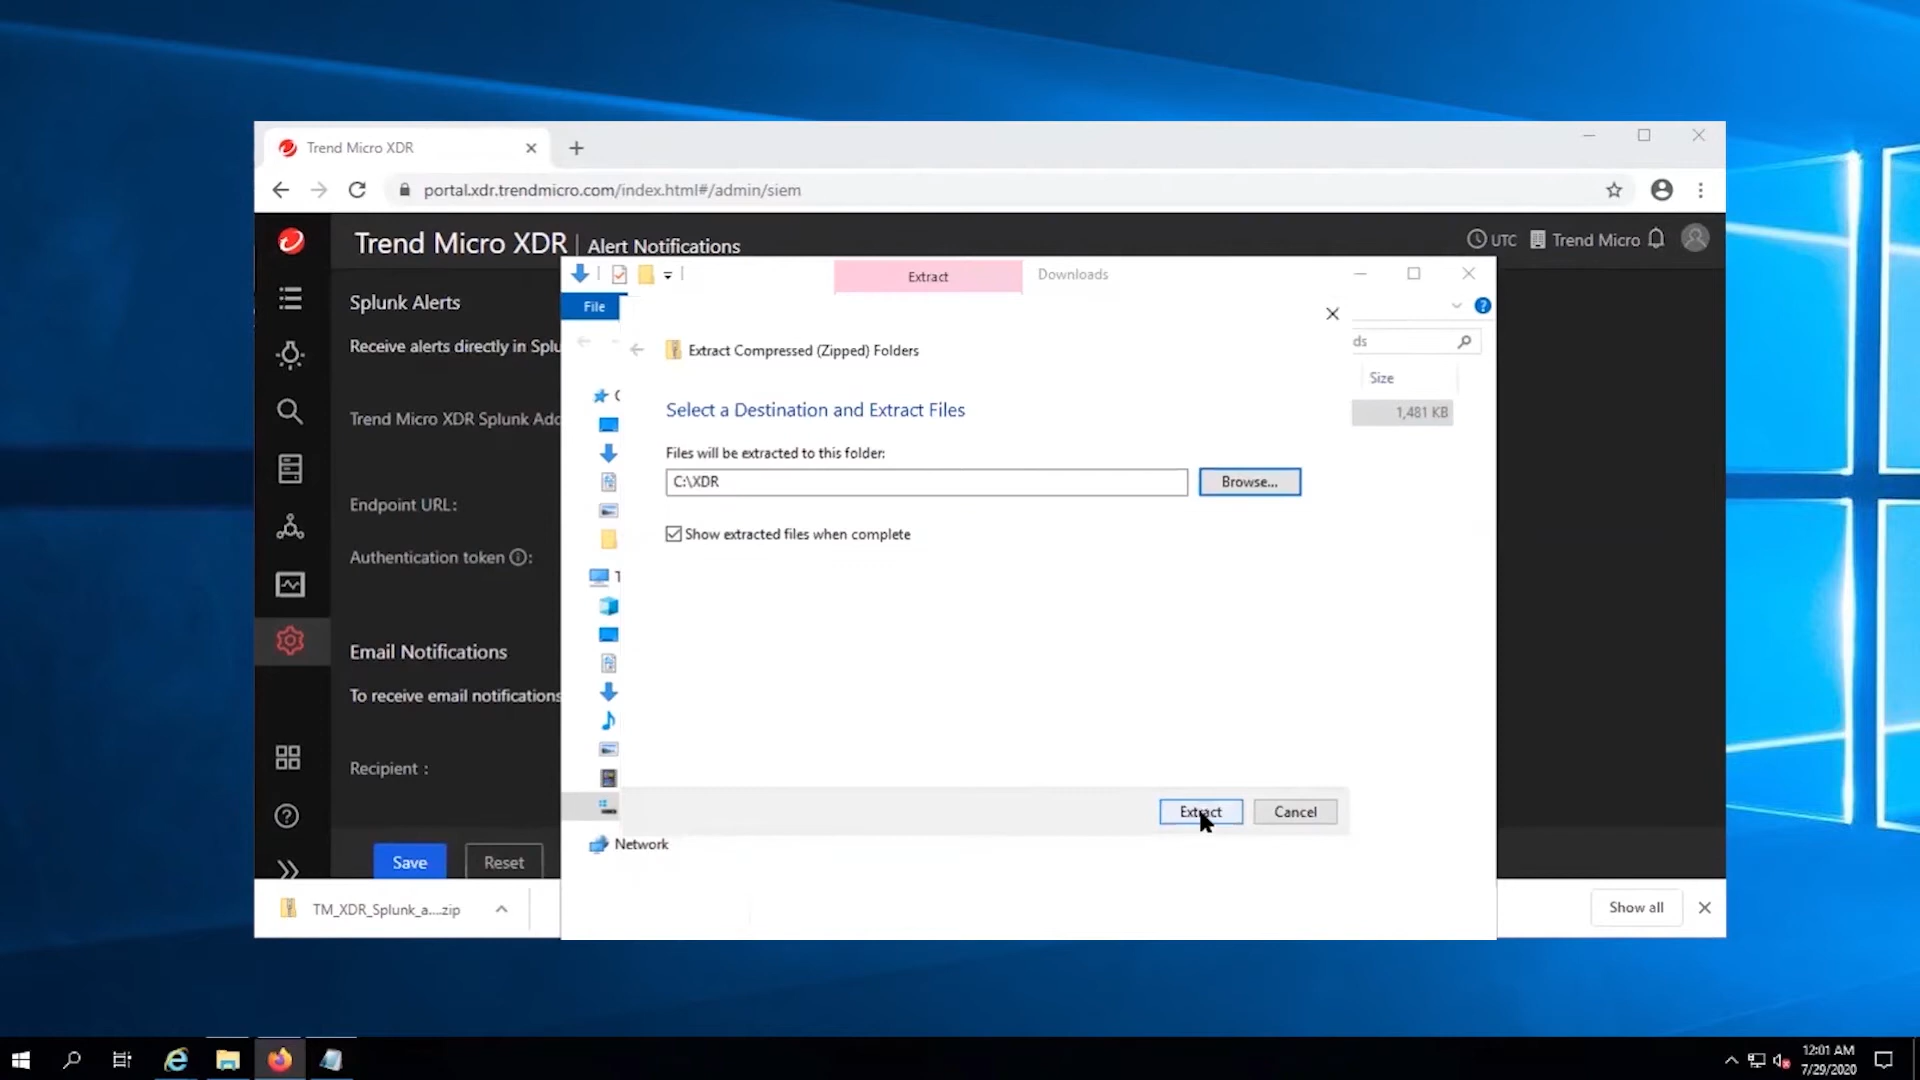 Trend Micro XDR
portal.xdr.trendmicro.com/index.html#/admin/siem
Trend Micro XDR | Alert Notifications
UTC
Trend Micro
Extract
Downloads
File
Splunk Alerts
Receive alerts directly in Splu
Trend Micro XDR Splunk Add
Endpoint URL:
Authentication token :
Email Notifications
To receive email notifications
Recipient :
Save
Reset
Extract Compressed (Zipped) Folders
Select a Destination and Extract Files
Files will be extracted to this folder:
C:\XDR
Browse...
Show extracted files when complete
ds
Size
1,481 KB
Extract
Cancel
Network
TM_XDR_Splunk_a....zip
Show all
12:01 AM
7/29/2020